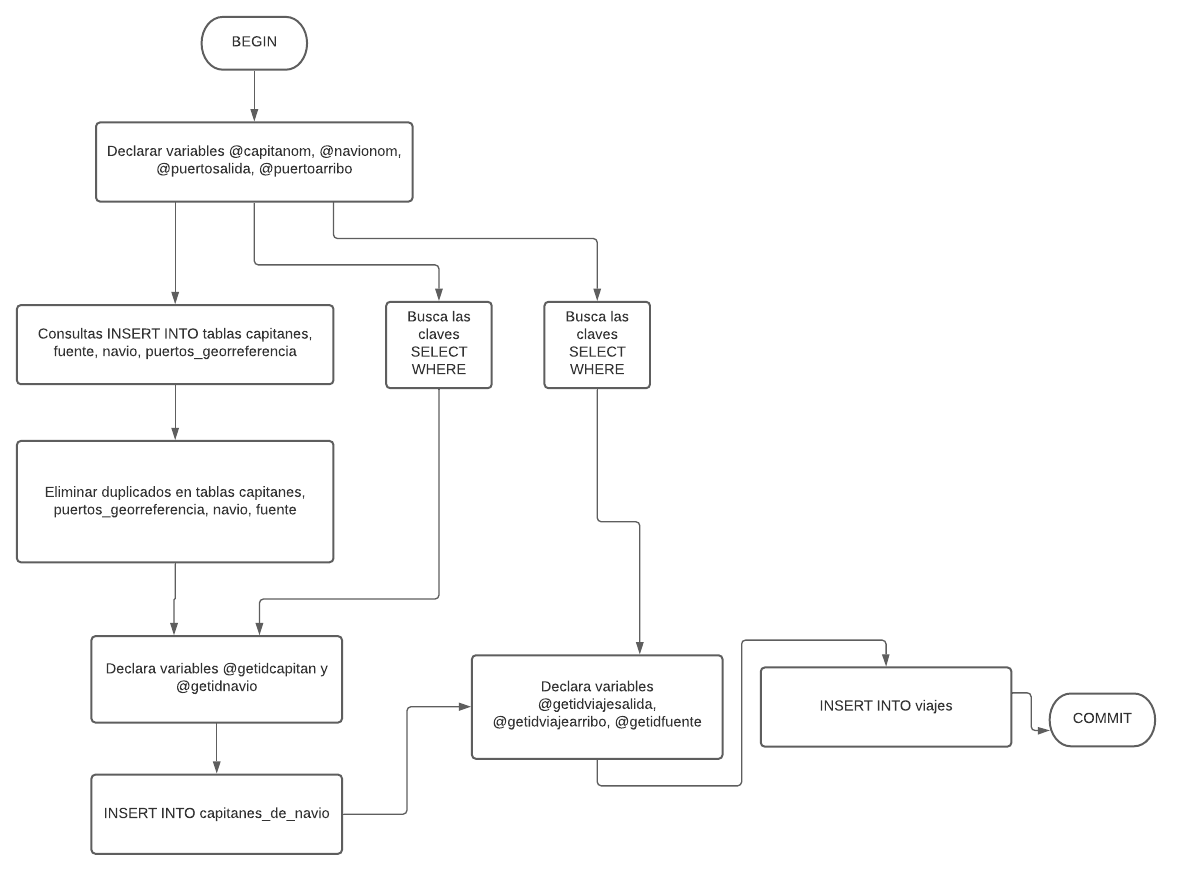 BEGIN
Declarar variables @capitanom, @navionom,
@puertosalida, @puertoarribo
Consultas INSERT INTO tablas capitanes,
fuente, navio, puertos_georreferencia
Busca las
claves
SELECT
WHERE
Busca las
claves
SELECT
WHERE
Eliminar duplicados en tablas capitanes,
puertos_georreferencia, navio, fuente
Declara variables @getidcapitan y
@getidnavio
INSERT INTO capitanes_de_navio
Declara variables
@getidviajesalida,
@getidviajearribo, @getidfuente
INSERT INTO viajes
COMMIT